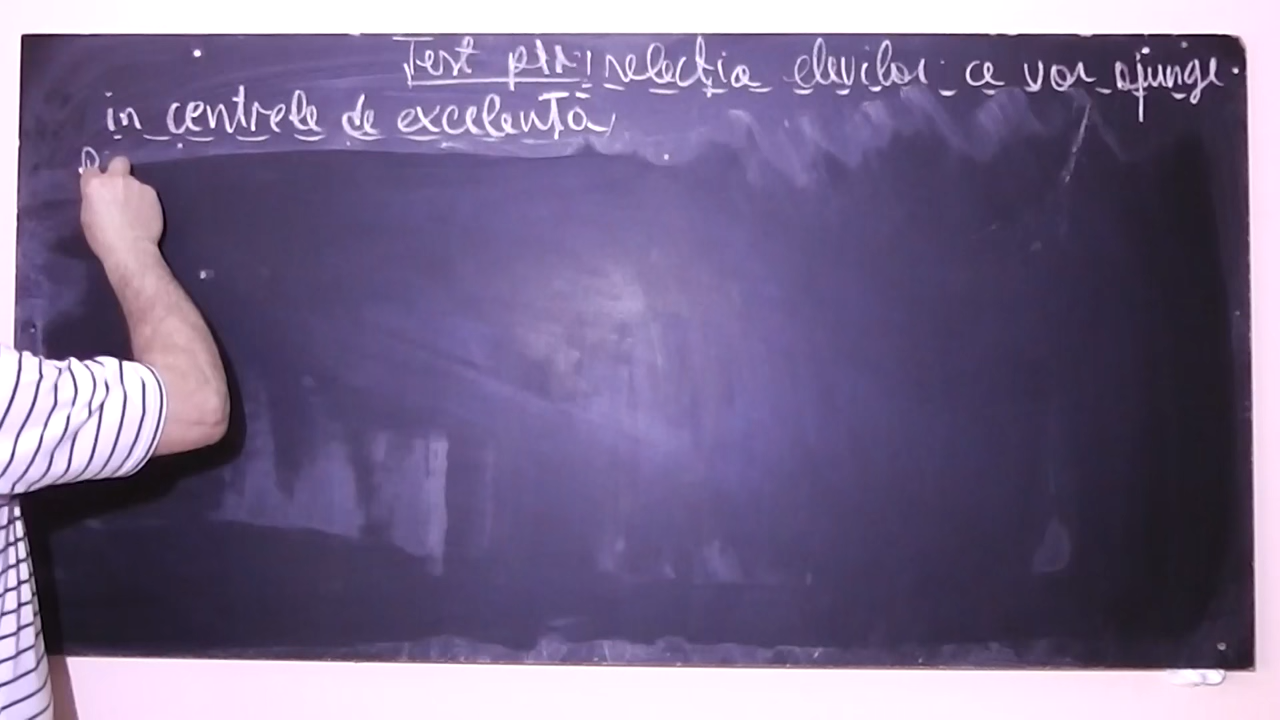 Test ptr. selecția elevilor ce vor ajunge
in centrele de excelență